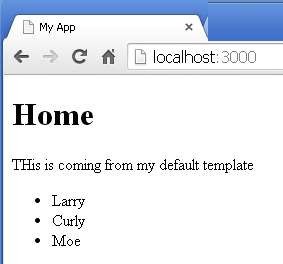 My App
localhost:3000
Home
THis is coming from my default template
Larry
Curly
Moe